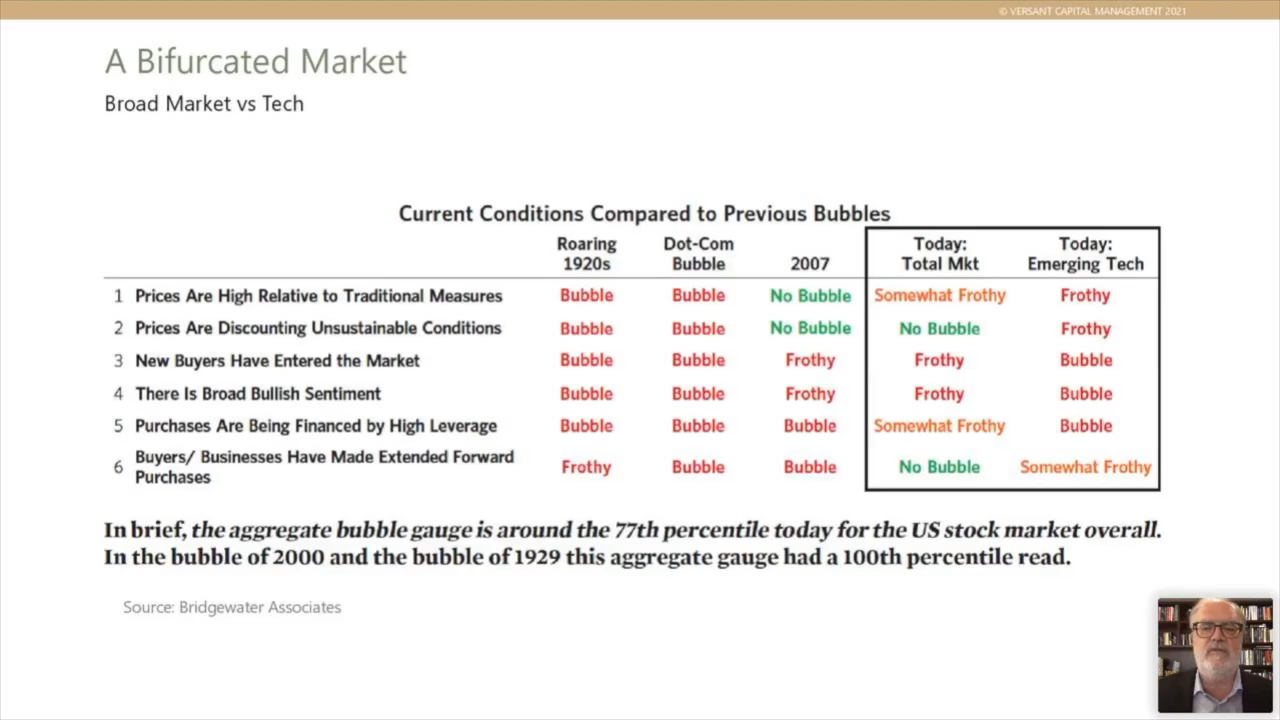 © VERSANT CAPITAL MANAGEMENT 2021
A Bifurcated Market
Broad Market vs Tech
Current Conditions Compared to Previous Bubbles
Roaring 1920s Dot-Com Bubble 2007 Today: Total Mkt Today: Emerging Tech
1 Prices Are High Relative to Traditional Measures Bubble Bubble No Bubble Somewhat Frothy Frothy
2 Prices Are Discounting Unsustainable Conditions Bubble Bubble No Bubble No Bubble Frothy
3 New Buyers Have Entered the Market Bubble Bubble Frothy Frothy Bubble
4 There Is Broad Bullish Sentiment Bubble Bubble Frothy Frothy Bubble
5 Purchases Are Being Financed by High Leverage Bubble Bubble Bubble Somewhat Frothy Bubble
6 Buyers/ Businesses Have Made Extended Forward Purchases Frothy Bubble Bubble No Bubble Somewhat Frothy
In brief, the aggregate bubble gauge is around the 77th percentile today for the US stock market overall.
In the bubble of 2000 and the bubble of 1929 this aggregate gauge had a 100th percentile read.
Source: Bridgewater Associates